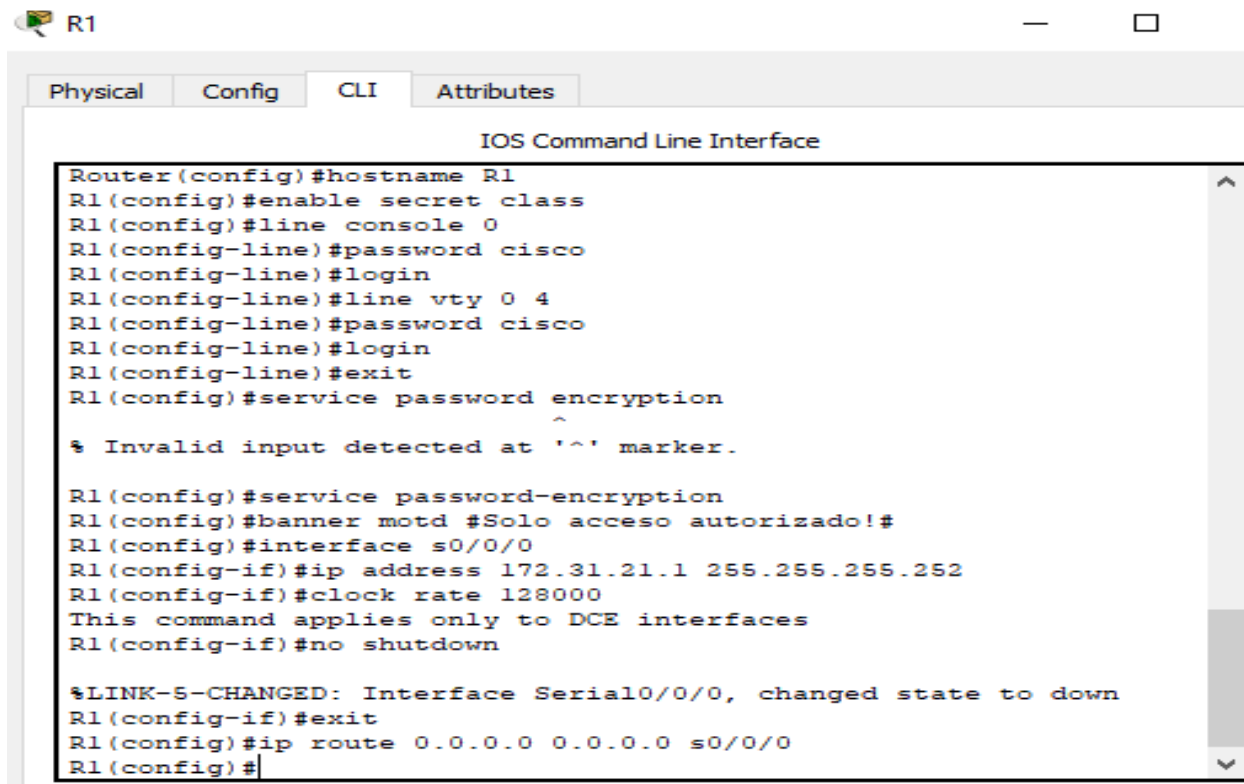 R1
Physical Config CLI Attributes
IOS Command Line Interface
Router(config)#hostname R1
R1(config)#enable secret class
R1(config)#line console 0
R1(config-line)#password cisco
R1(config-line)#login
R1(config-line)#line vty 0 4
R1(config-line)#password cisco
R1(config-line)#login
R1(config-line)#exit
R1(config)#service password encryption
^
% Invalid input detected at '^' marker.
R1(config)#service password-encryption
R1(config)#banner motd #Solo acceso autorizado!#
R1(config)#interface s0/0/0
R1(config-if)#ip address 172.31.21.1 255.255.255.252
R1(config-if)#clock rate 128000
This command applies only to DCE interfaces
R1(config-if)#no shutdown
%LINK-5-CHANGED: Interface Serial0/0/0, changed state to down
R1(config-if)#exit
R1(config)#ip route 0.0.0.0 0.0.0.0 s0/0/0
R1(config)#